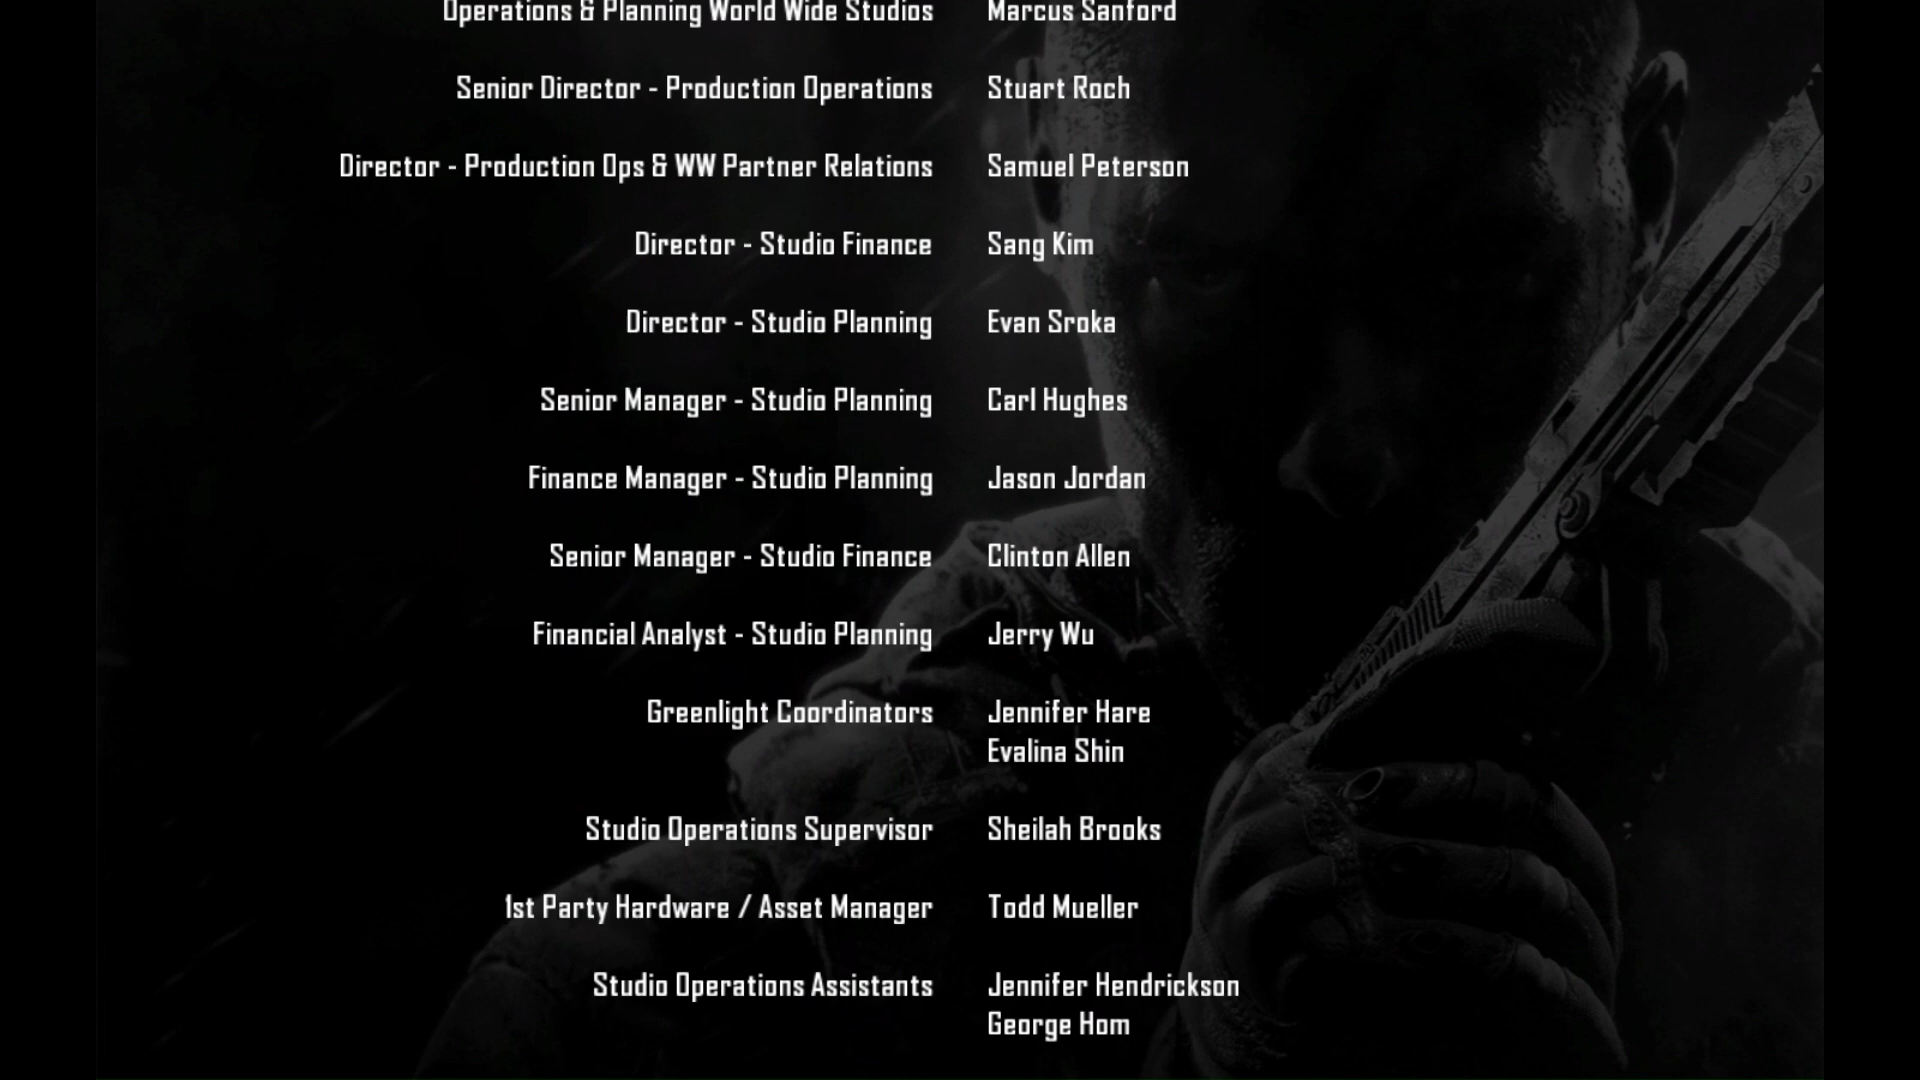 Operations & Planning World Wide Studios Marcus Sanford
Senior Director - Production Operations Stuart Roch
Director - Production Ops & WW Partner Relations Samuel Peterson
Director - Studio Finance Sang Kim
Director - Studio Planning Evan Sroka
Senior Manager - Studio Planning Carl Hughes
Finance Manager - Studio Planning Jason Jordan
Senior Manager - Studio Finance Clinton Allen
Financial Analyst - Studio Planning Jerry Wu
Greenlight Coordinators Jennifer Hare
Evalina Shin
Studio Operations Supervisor Sheilah Brooks
1st Party Hardware / Asset Manager Todd Mueller
Studio Operations Assistants Jennifer Hendrickson
George Hom